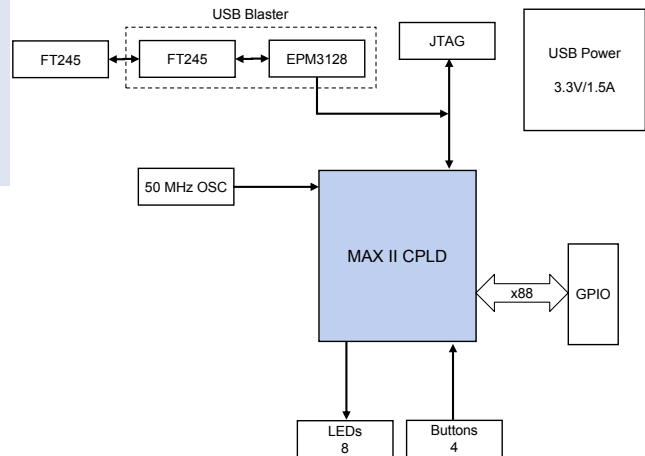 USB Blaster
FT245
FT245
EPM3128
JTAG
USB Power
3.3V/1.5A
50 MHz OSC
MAX II CPLD
x88
GPIO
LEDs
8
Buttons
4